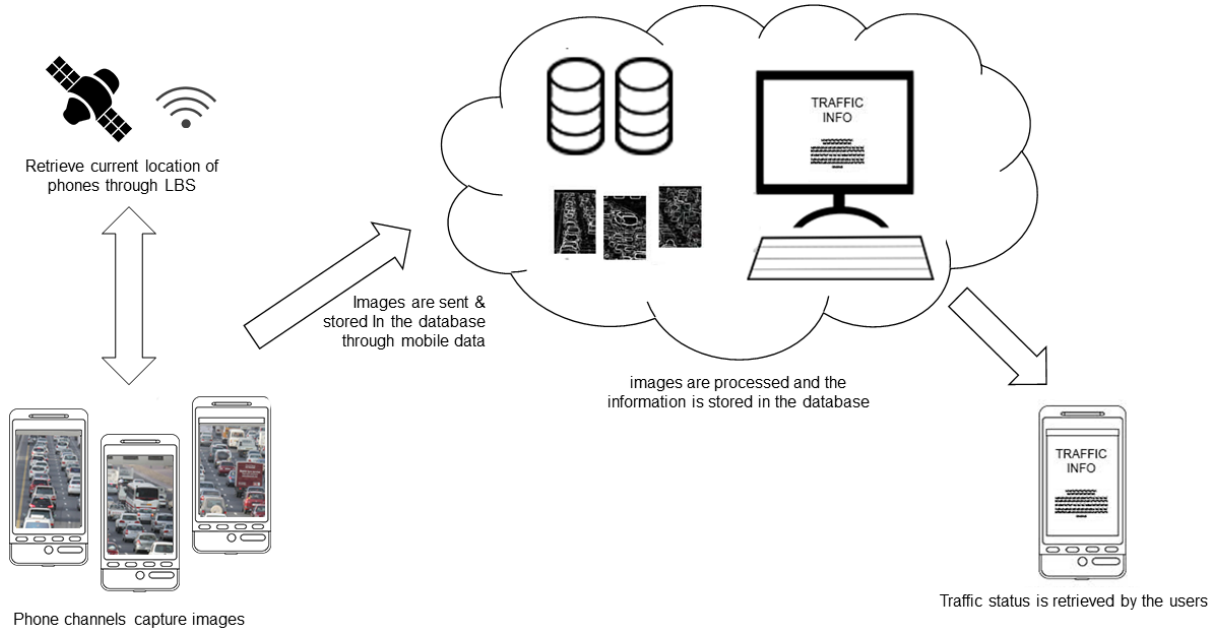 Retrieve current location of
phones through LBS
Images are sent &
stored In the database
through mobile data
TRAFFIC
INFO
images are processed and the
information is stored in the database
TRAFFIC
INFO
Phone channels capture images
Traffic status is retrieved by the users